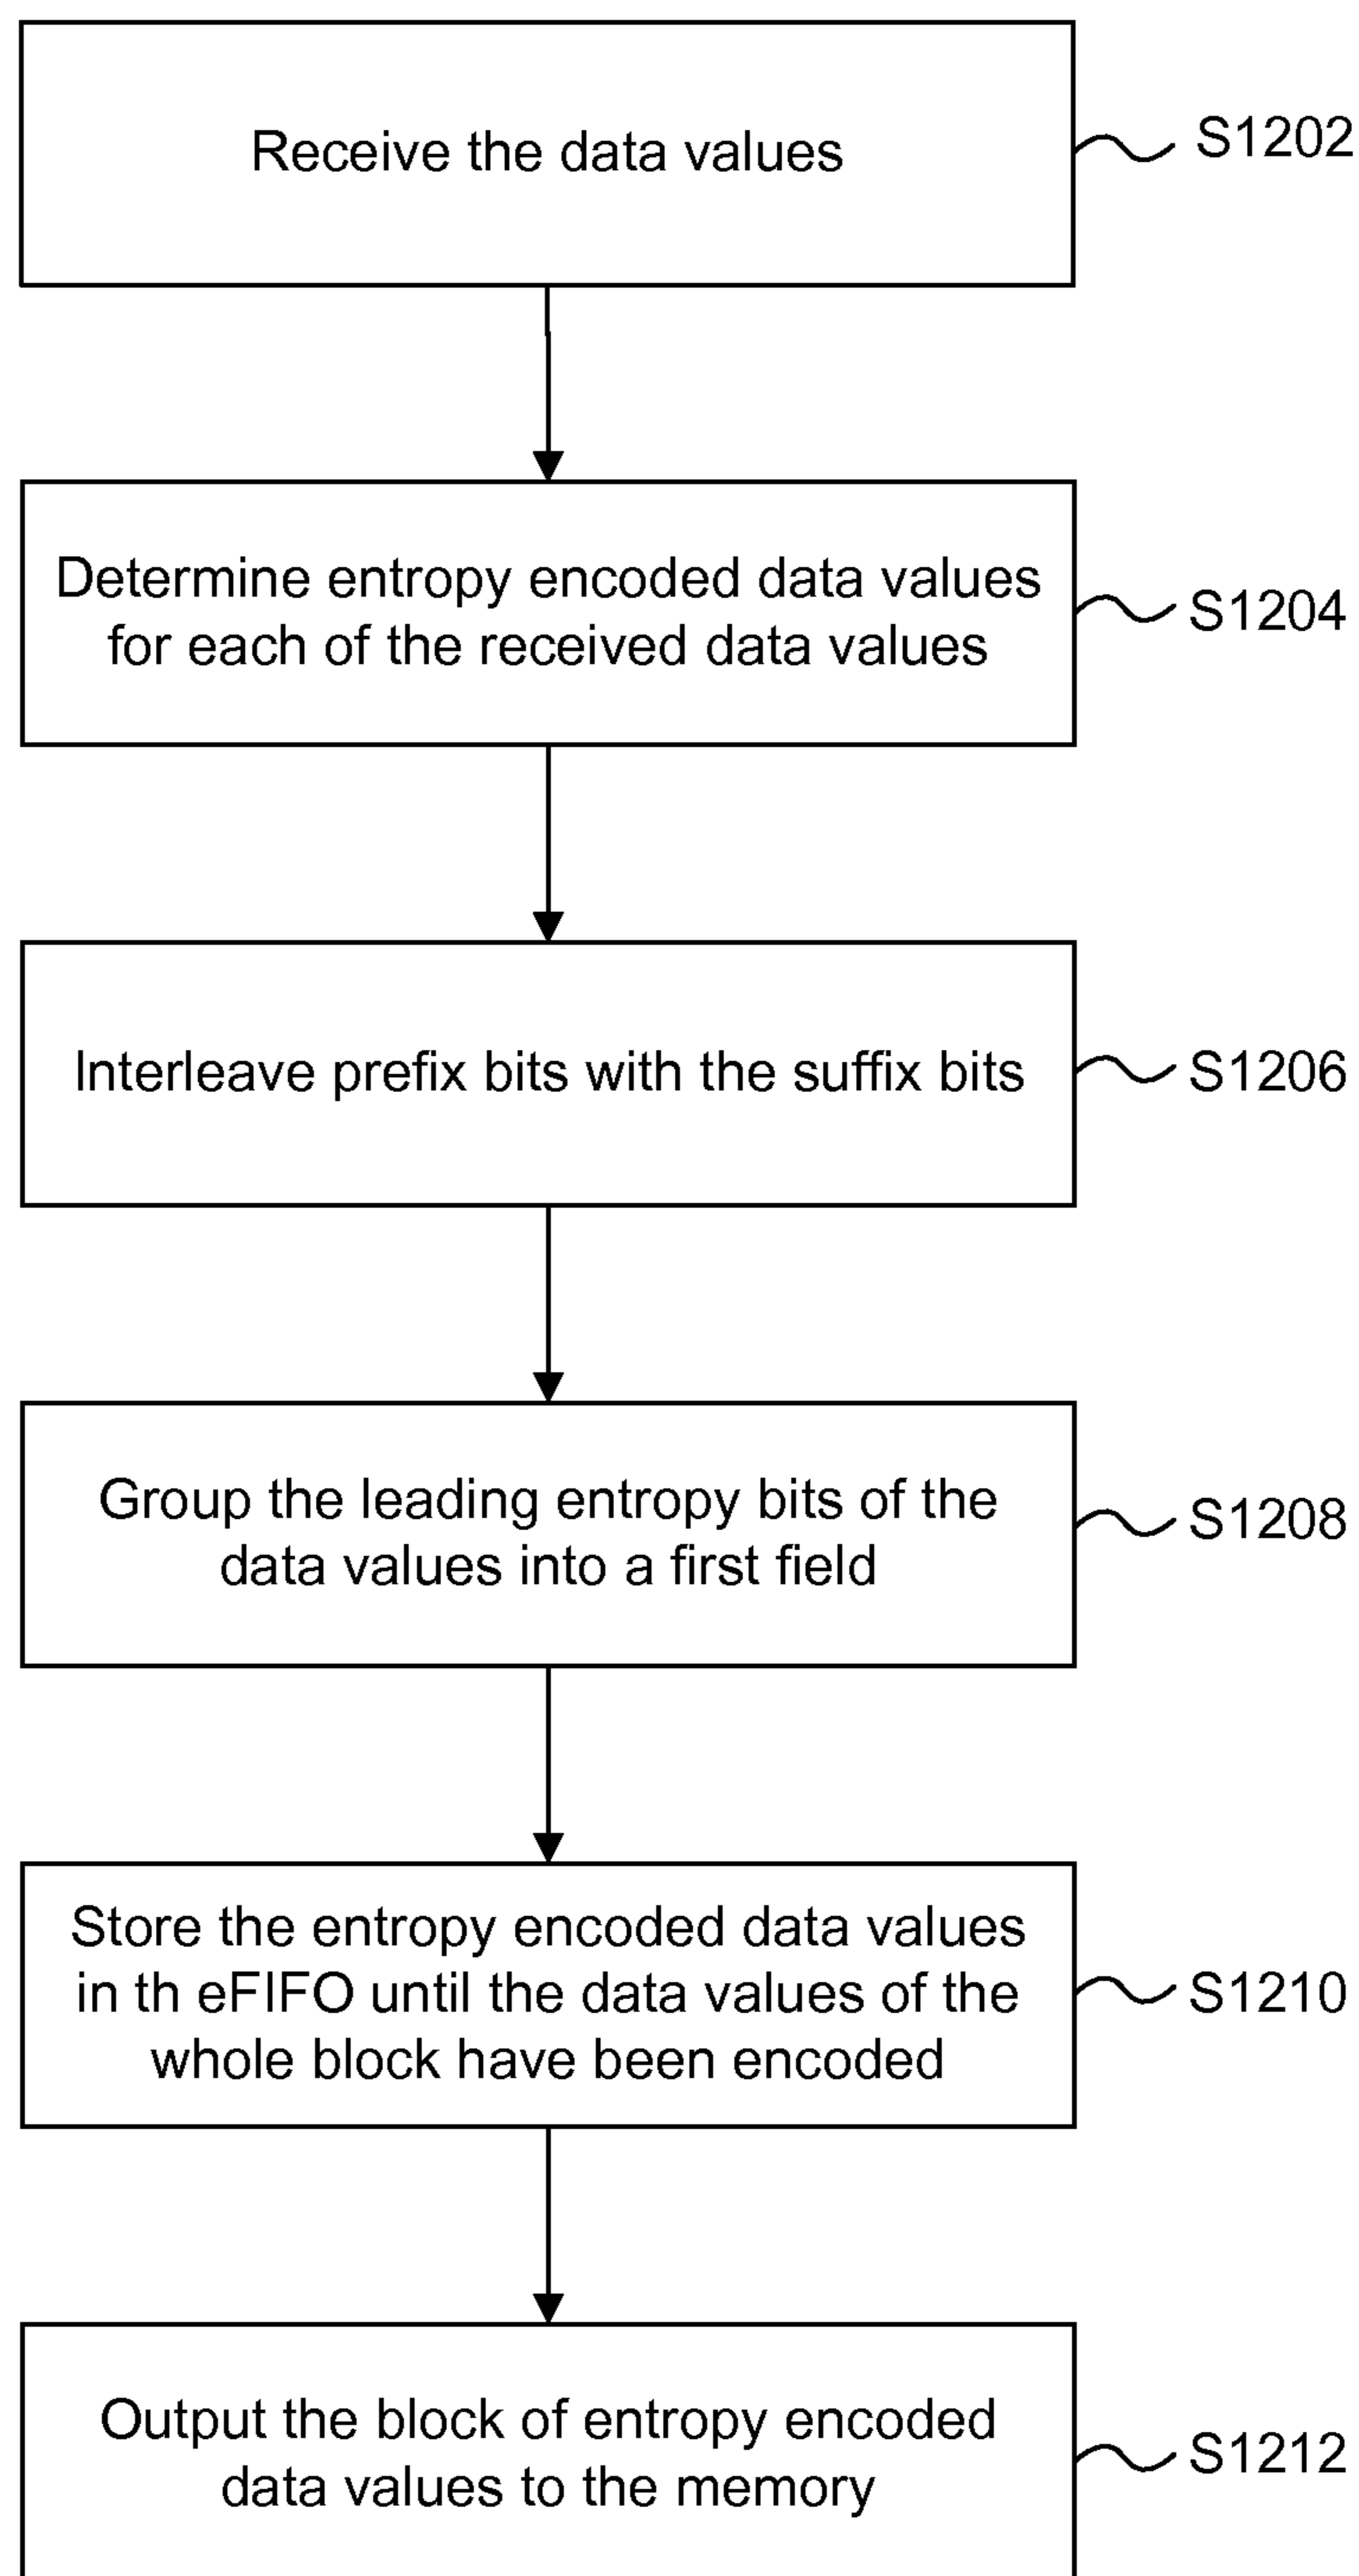 Receive the data values
S1202
Determine entropy encoded data values
for each of the received data values
S1204
Interleave prefix bits with the suffix bits
S1206
Group the leading entropy bits of the
data values into a first field
S1208
Store the entropy encoded data values
in th eFIFO until the data values of the
whole block have been encoded
S1210
Output the block of entropy encoded
data values to the memory
S1212